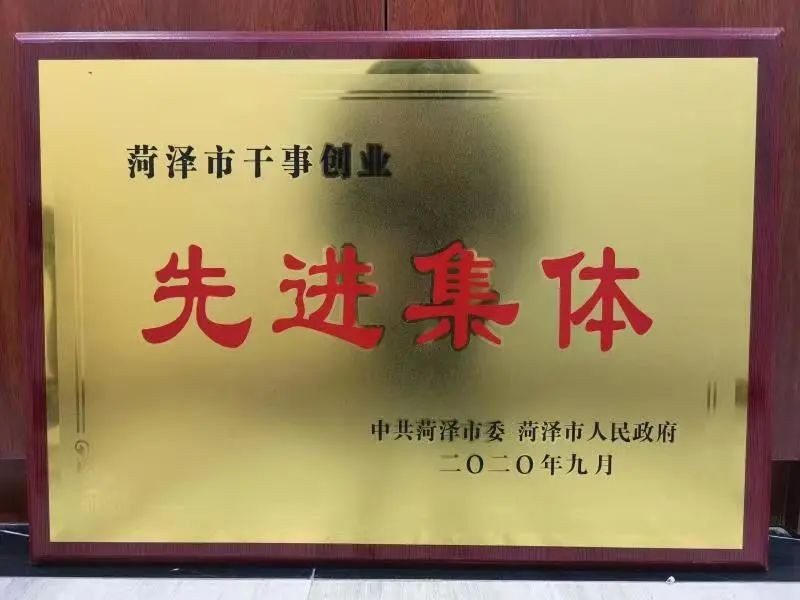 菏泽市干事创业
先进集体
中共菏泽市委 菏泽市人民政府
二〇二〇年九月